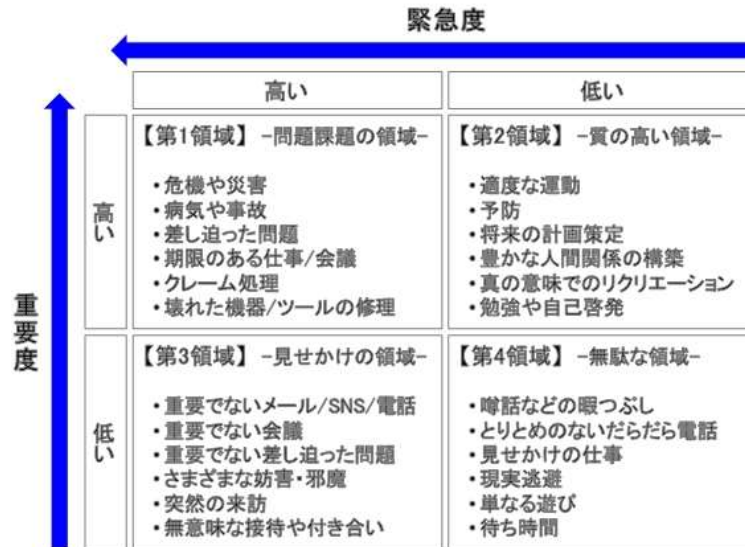 緊急度
高い
低い
重要度
高い
【第1領域】 -問題課題の領域-
・危機や災害
・病気や事故
・差し迫った問題
・期限のある仕事/会議
・クレーム処理
・壊れた機器/ツールの修理
【第2領域】 -質の高い領域-
・適度な運動
・予防
・将来の計画策定
・豊かな人間関係の構築
・真の意味でのリクリエーション
・勉強や自己啓発
低い
【第3領域】 -見せかけの領域-
・重要でないメール/SNS/電話
・重要でない会議
・重要でない差し迫った問題
・さまざまな妨害・邪魔
・突然の来訪
・無意味な接待や付き合い
【第4領域】 -無駄な領域-
・噂話などの暇つぶし
・とりとめのないだらだら電話
・見せかけの仕事
・現実逃避
・単なる遊び
・待ち時間